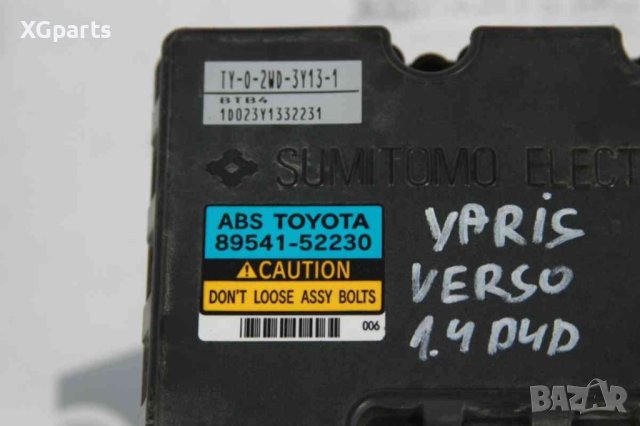 XGparts
TY-0-2WD-3Y13-1
BTB4
1D023Y1332231
SUMITOMO ELECT
ABS TOYOTA
89541-52230
CAUTION
DON'T LOOSE ASSY BOLTS
006
YARIS
VERSO
1.4 D4D
bazar